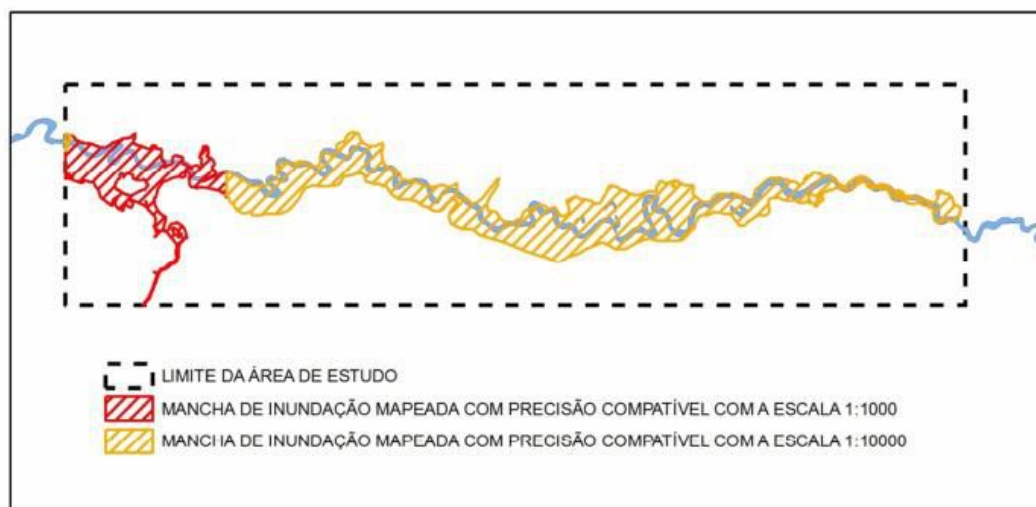 LIMITE DA ÁREA DE ESTUDO
MANCHA DE INUNDAÇÃO MAPEADA COM PRECISÃO COMPATÍVEL COM A ESCALA 1:1000
MANCHA DE INUNDAÇÃO MAPEADA COM PRECISÃO COMPATÍVEL COM A ESCALA 1:10000